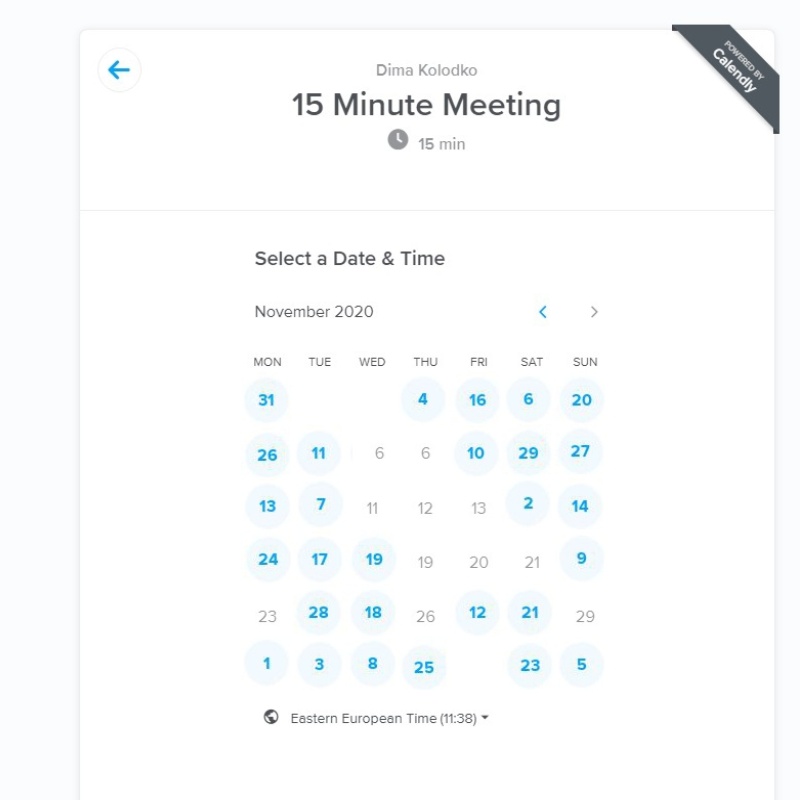 POWERED BY
Calendly
Dima Kolodko
15 Minute Meeting
15 min
Select a Date & Time
November 2020
MON TUE WED THU FRI SAT SUN
31 4 16 6 20
26 11 6 6 10 29 27
13 7 11 12 13 2 14
24 17 19 19 20 21 9
23 28 18 26 12 21 29
1 3 8 25 23 5
Eastern European Time (11:38)